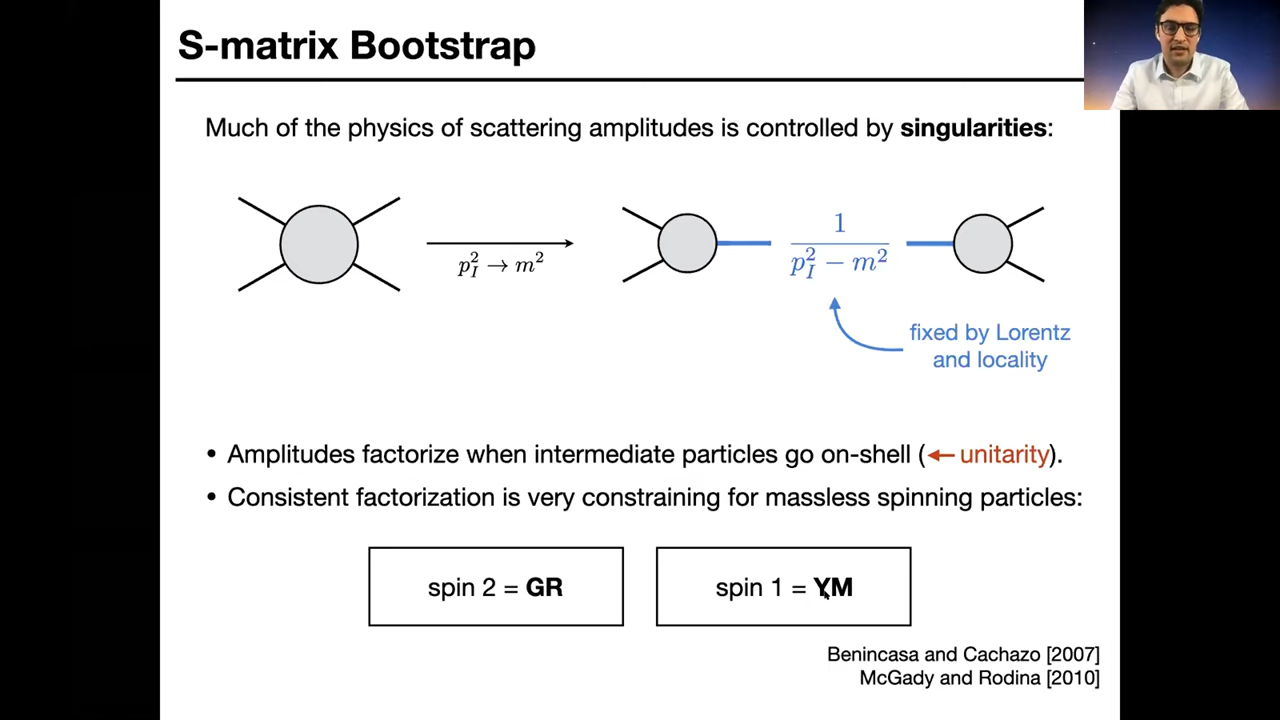 S-matrix Bootstrap
Much of the physics of scattering amplitudes is controlled by singularities:
p_I^2 → m^2
1
p_I^2 − m^2
fixed by Lorentz
and locality
• Amplitudes factorize when intermediate particles go on-shell (← unitarity).
• Consistent factorization is very constraining for massless spinning particles:
spin 2 = GR
spin 1 = YM
Benincasa and Cachazo [2007]
McGady and Rodina [2010]